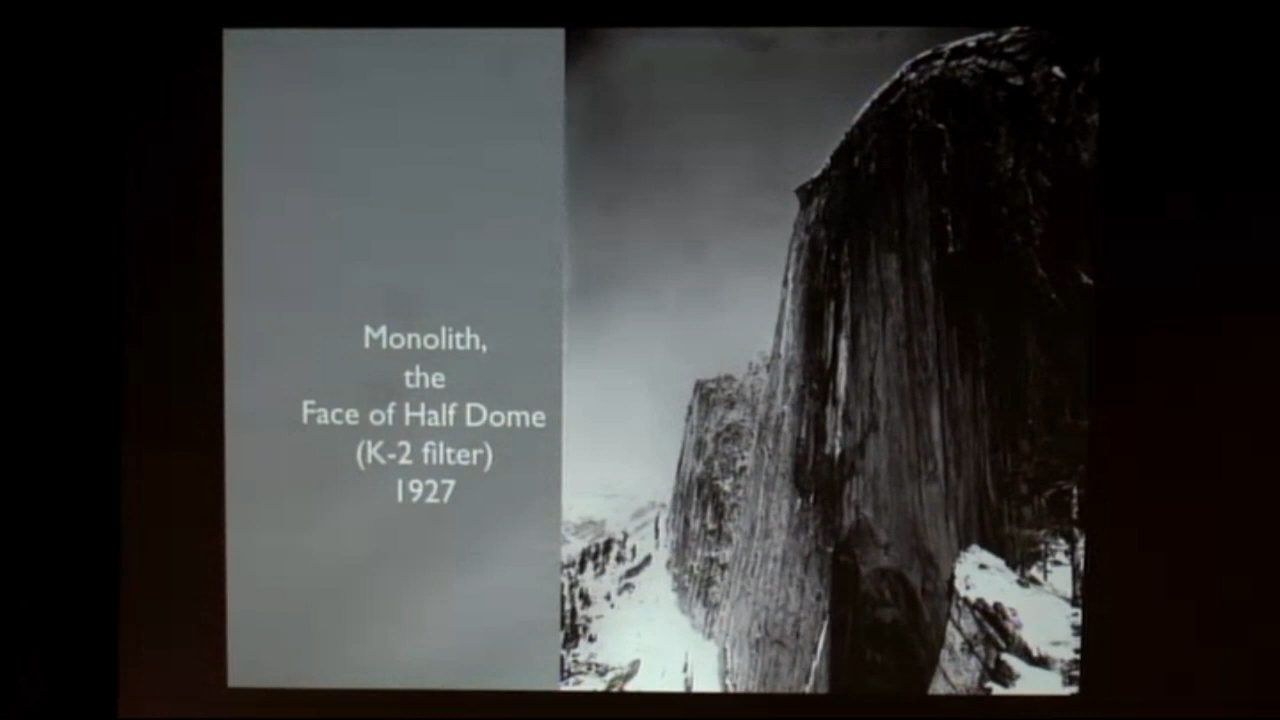 Monolith,
the
Face of Half Dome
(K-2 filter)
1927